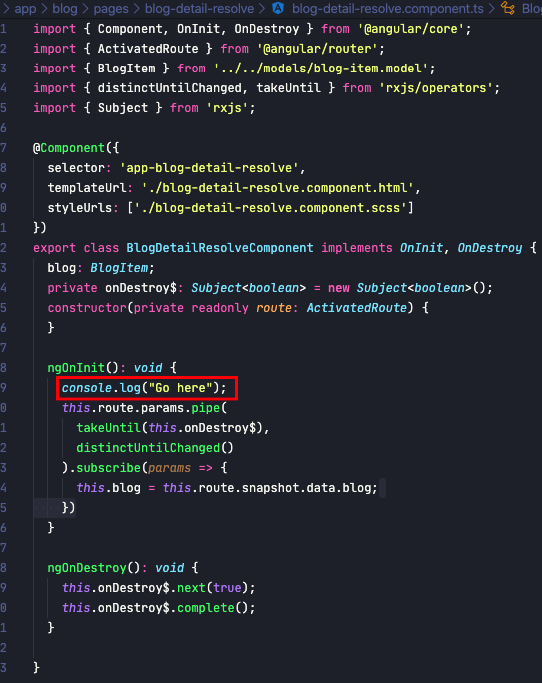 > app > blog > pages > blog-detail-resolve > blog-detail-resolve.component.ts > Blog
1 import { Component, OnInit, OnDestroy } from '@angular/core';
2 import { ActivatedRoute } from '@angular/router';
3 import { BlogItem } from '../../models/blog-item.model';
4 import { distinctUntilChanged, takeUntil } from 'rxjs/operators';
5 import { Subject } from 'rxjs';
6
7 @Component({
8   selector: 'app-blog-detail-resolve',
9   templateUrl: './blog-detail-resolve.component.html',
0   styleUrls: ['./blog-detail-resolve.component.scss']
1 })
2 export class BlogDetailResolveComponent implements OnInit, OnDestroy {
3   blog: BlogItem;
4   private onDestroy$: Subject<boolean> = new Subject<boolean>();
5   constructor(private readonly route: ActivatedRoute) {
6   }
7
8   ngOnInit(): void {
9     console.log("Go here");
0     this.route.params.pipe(
1       takeUntil(this.onDestroy$),
2       distinctUntilChanged()
3     ).subscribe(params => {
4       this.blog = this.route.snapshot.data.blog;
5     })
6   }
7
8   ngOnDestroy(): void {
9     this.onDestroy$.next(true);
0     this.onDestroy$.complete();
1   }
2
3 }